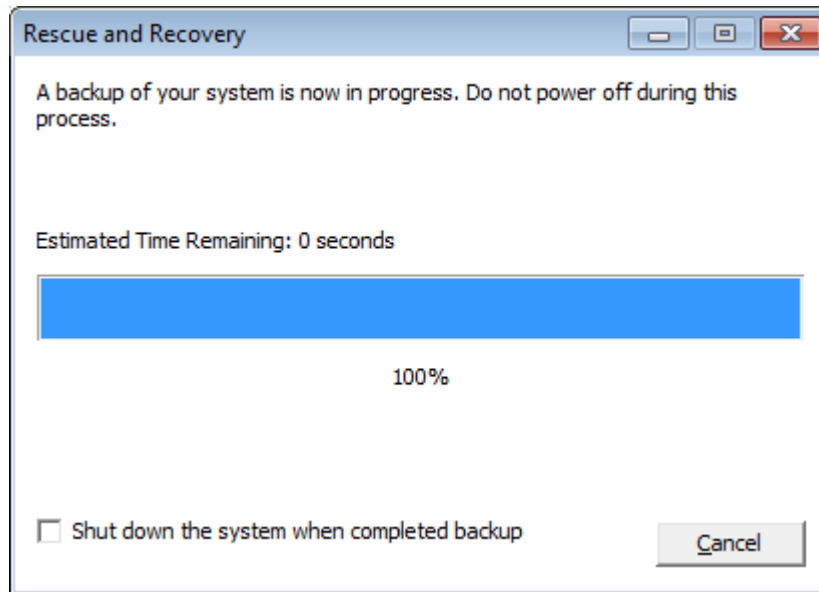 Rescue and Recovery
A backup of your system is now in progress. Do not power off during this
process.
Estimated Time Remaining: 0 seconds
100%
Shut down the system when completed backup
Cancel